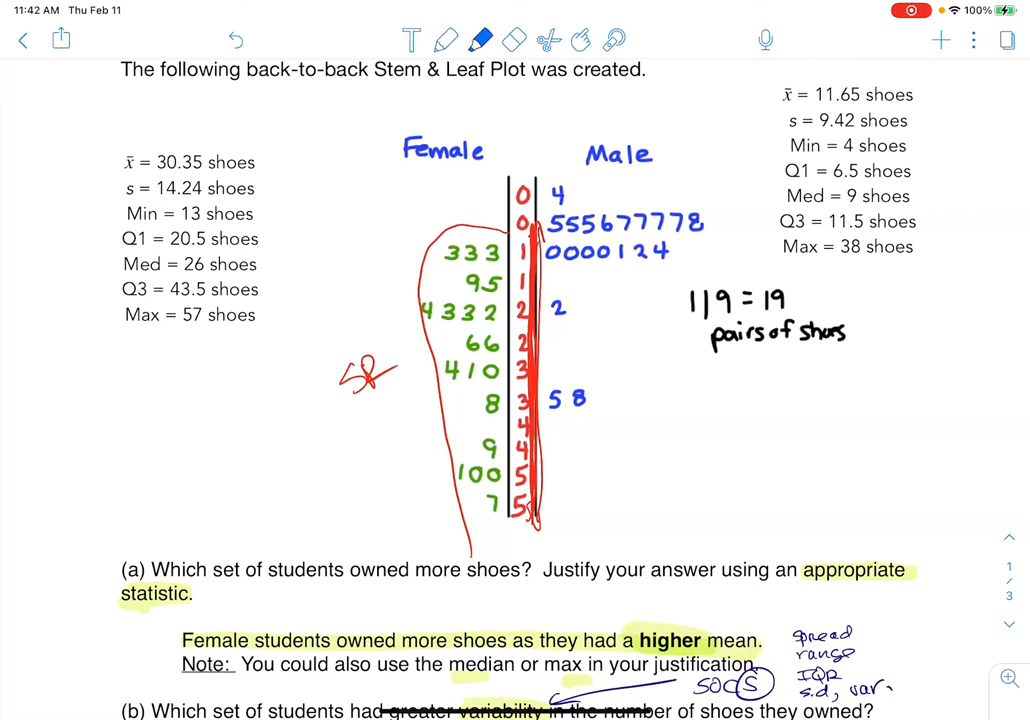 11:42 AM Thu Feb 11
100%
T
The following back-to-back Stem & Leaf Plot was created.
x̄ = 11.65 shoes
s = 9.42 shoes
Min = 4 shoes
Q1 = 6.5 shoes
Med = 9 shoes
Q3 = 11.5 shoes
Max = 38 shoes
x̄ = 30.35 shoes
s = 14.24 shoes
Min = 13 shoes
Q1 = 20.5 shoes
Med = 26 shoes
Q3 = 43.5 shoes
Max = 57 shoes
Female Male
0 4
0 555677778
333 1 0000124
95 1
4332 2 2
66 2
410 3
8 3 58
4
9 4
100 5
7 5
1|9 = 19
pairs of shoes
58
(a) Which set of students owned more shoes? Justify your answer using an appropriate
statistic.
Female students owned more shoes as they had a higher mean.
Note: You could also use the median or max in your justification.
spread
range
IQR
s.d, var.
SOCS
(b) Which set of students had greater variability in the number of shoes they owned?
1
/
3